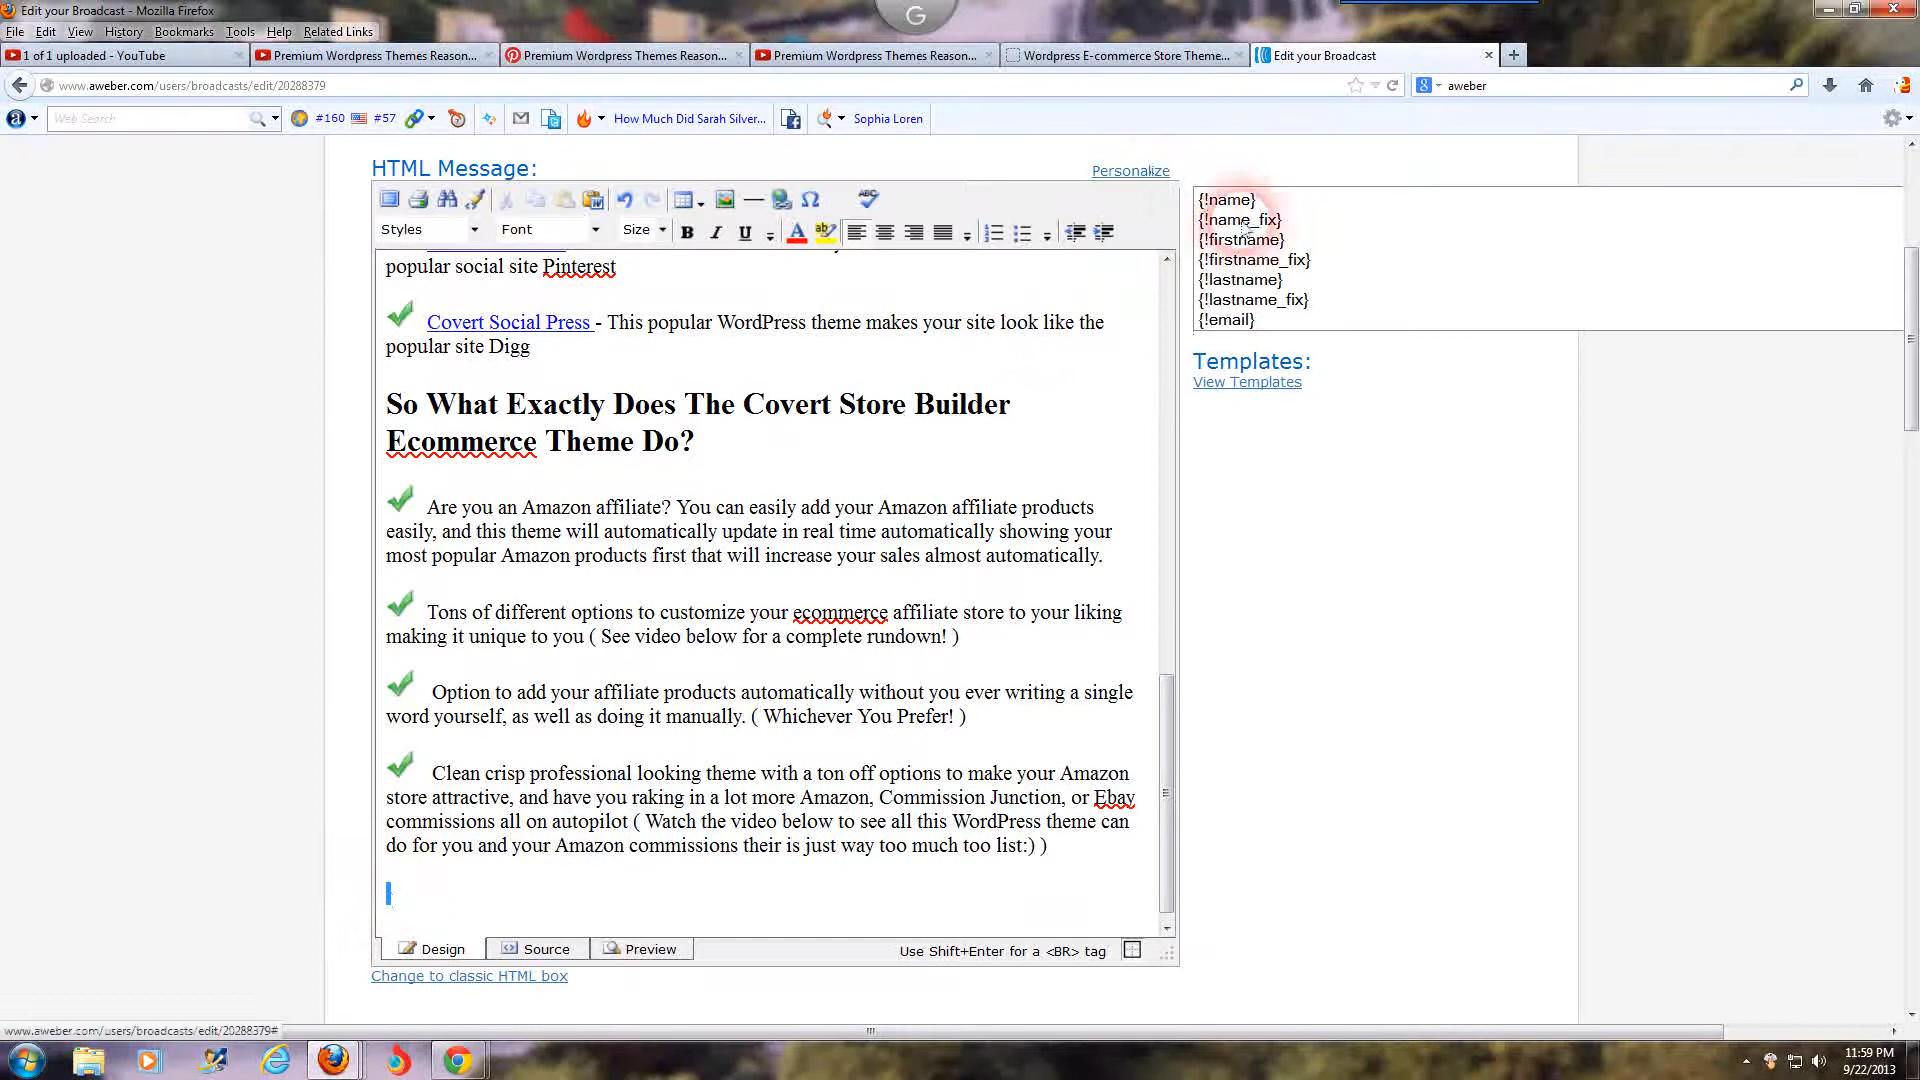 Edit your Broadcast - Mozilla Firefox
G
File Edit View History Bookmarks Tools Help Related Links
1 of 1 uploaded - YouTube
Premium Wordpress Themes Reason...
Premium Wordpress Themes Reason...
Premium Wordpress Themes Reason...
Wordpress E-commerce Store Theme...
Edit your Broadcast
www.aweber.com/users/broadcasts/edit/20288379
8 aweber
a Web Search #160 #57 How Much Did Sarah Silver... Sophia Loren
HTML Message:
Personalize
ABC
Styles Font Size B I U A ab
popular social site Pinterest
Covert Social Press - This popular WordPress theme makes your site look like the
popular site Digg
So What Exactly Does The Covert Store Builder
Ecommerce Theme Do?
Are you an Amazon affiliate? You can easily add your Amazon affiliate products
easily, and this theme will automatically update in real time automatically showing your
most popular Amazon products first that will increase your sales almost automatically.
Tons of different options to customize your ecommerce affiliate store to your liking
making it unique to you ( See video below for a complete rundown! )
Option to add your affiliate products automatically without you ever writing a single
word yourself, as well as doing it manually. ( Whichever You Prefer! )
Clean crisp professional looking theme with a ton off options to make your Amazon
store attractive, and have you raking in a lot more Amazon, Commission Junction, or Ebay
commissions all on autopilot ( Watch the video below to see all this WordPress theme can
do for you and your Amazon commissions their is just way too much too list:) )
Design Source Preview
Use Shift+Enter for a <BR> tag
Change to classic HTML box
{!name}
{!name_fix}
{!firstname}
{!firstname_fix}
{!lastname}
{!lastname_fix}
{!email}
Templates:
View Templates
www.aweber.com/users/broadcasts/edit/20288379#
11:59 PM
9/22/2013